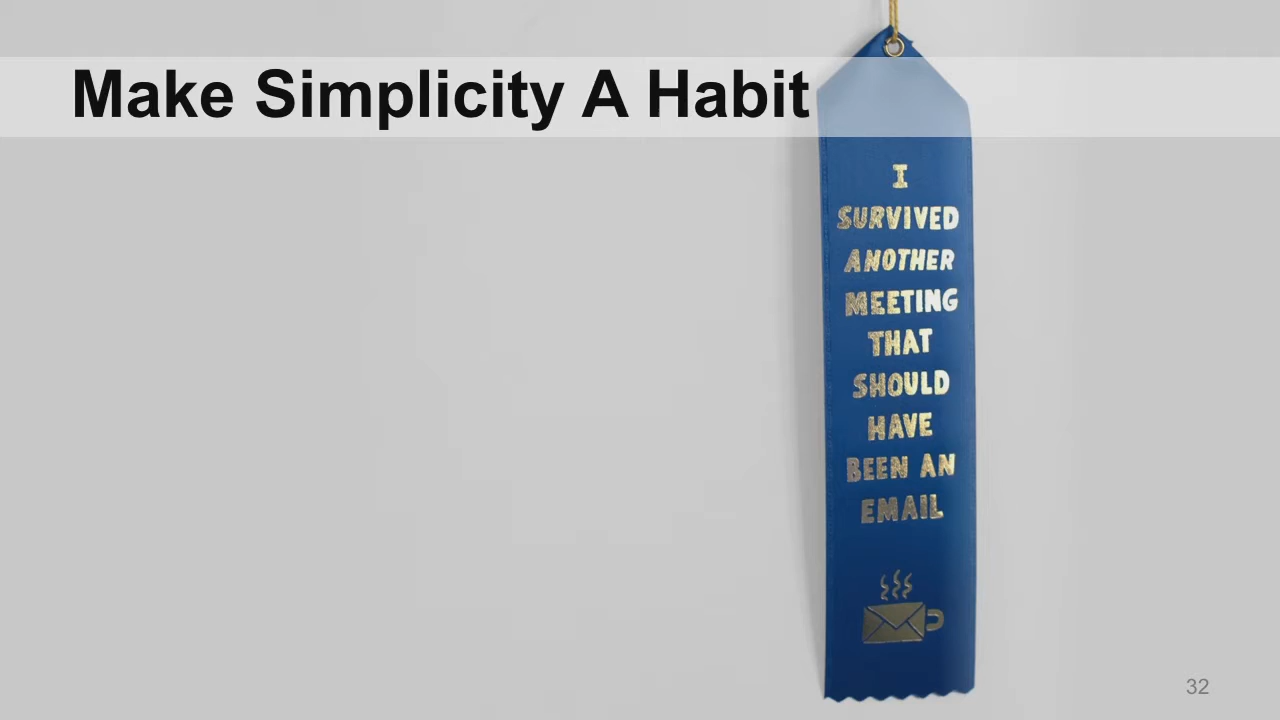 Make Simplicity A Habit
I
SURVIVED
ANOTHER
MEETING
THAT
SHOULD
HAVE
BEEN AN
EMAIL
32